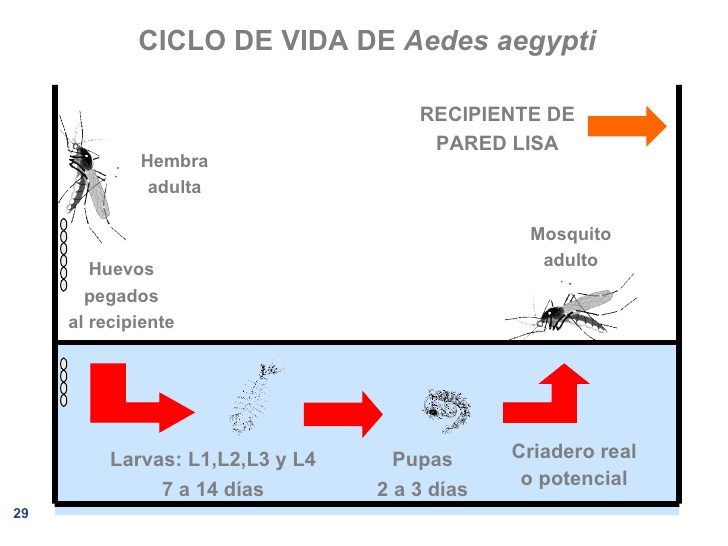 CICLO DE VIDA DE Aedes aegypti
RECIPIENTE DE
PARED LISA
Hembra
adulta
Mosquito
adulto
Huevos
pegados
al recipiente
Larvas: L1,L2,L3 y L4
7 a 14 días
Pupas
2 a 3 días
Criadero real
o potencial
29